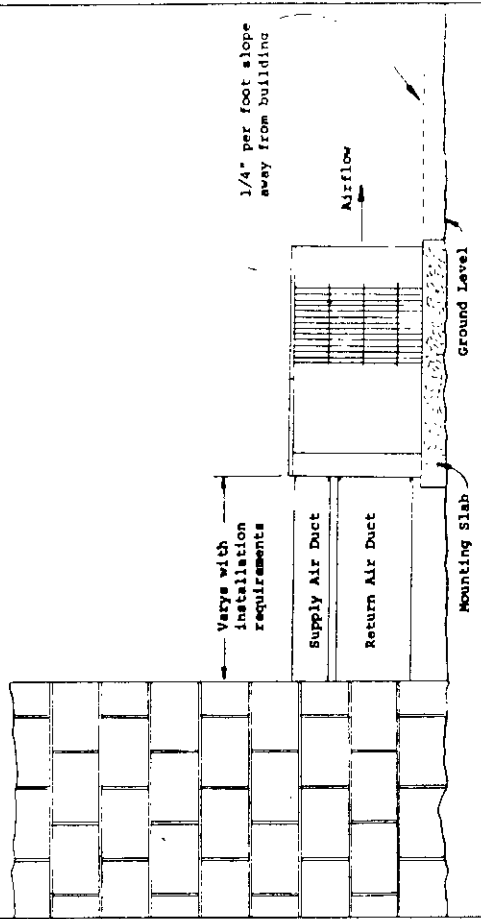 1/4" per foot slope
away from building
Airflow
Varys with
installation
requirements
Supply Air Duct
Return Air Duct
Mounting Slab
Ground Level